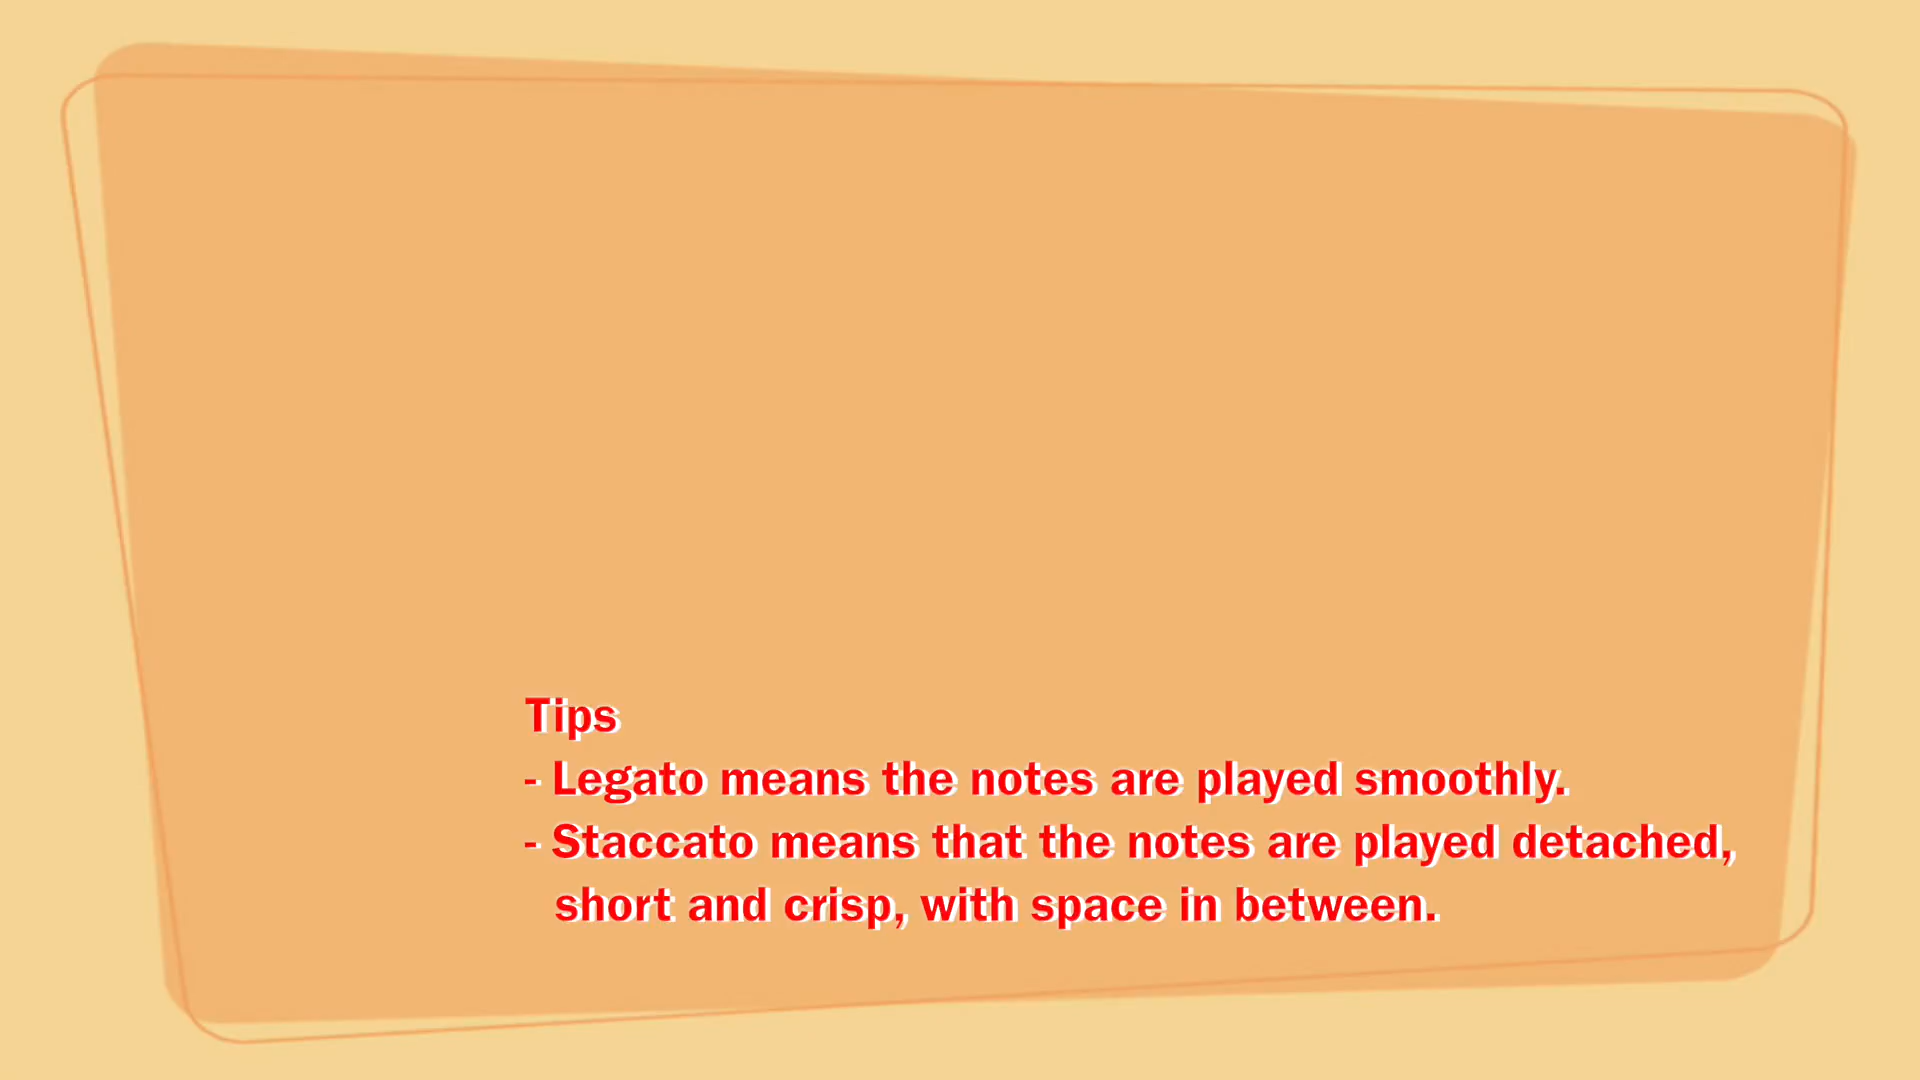 Tips
- Legato means the notes are played smoothly.
- Staccato means that the notes are played detached,
short and crisp, with space in between.